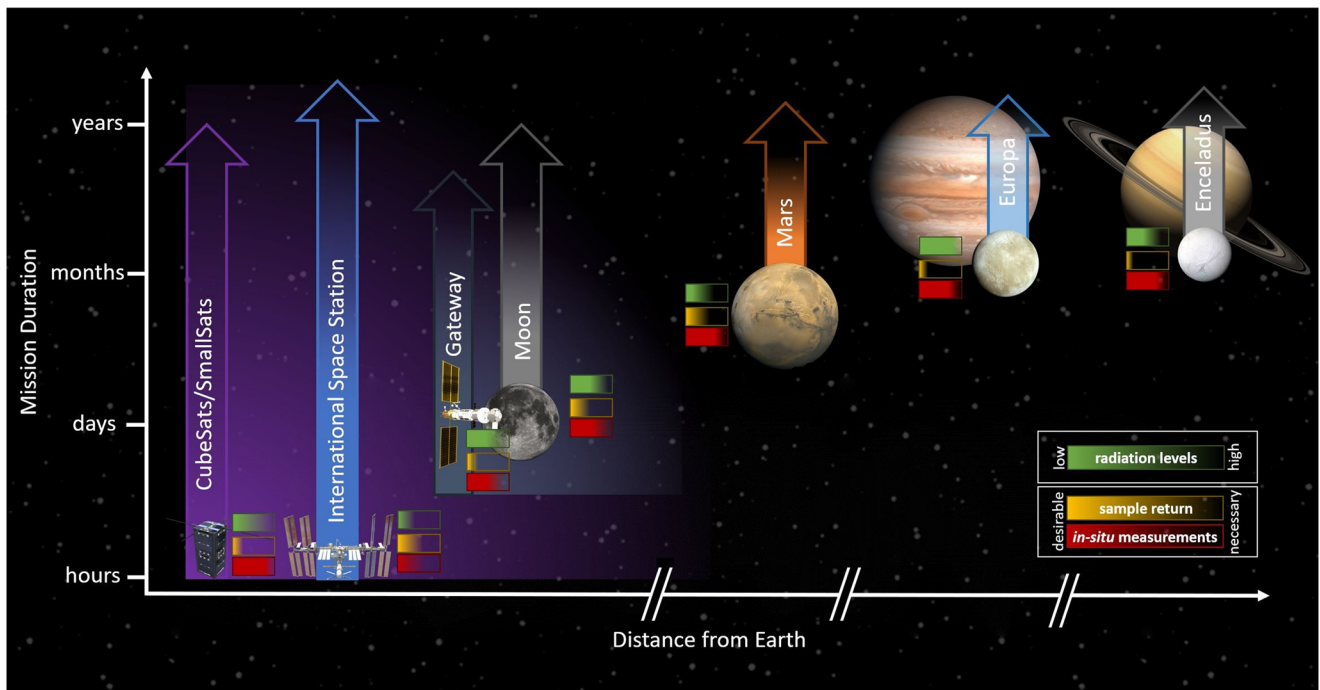 Mission Duration
years
months
days
hours
CubeSats/SmallSats
International Space Station
Gateway
Moon
Mars
Europa
Enceladus
low
radiation levels
high
desirable
sample return
in-situ measurements
necessary
Distance from Earth